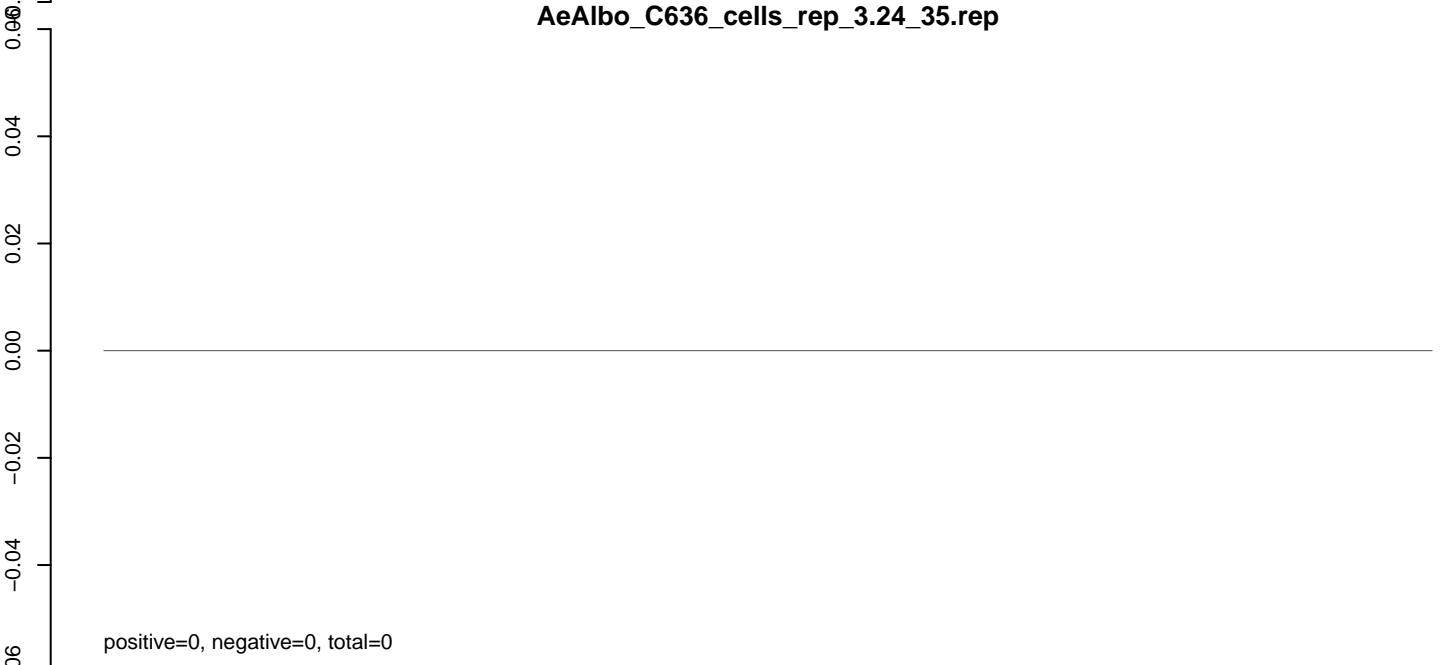 AeAlbo_C636_cells_rep_3.24_35.rep
0.04
0.02
0.00
−0.02
−0.04
positive=0, negative=0, total=0